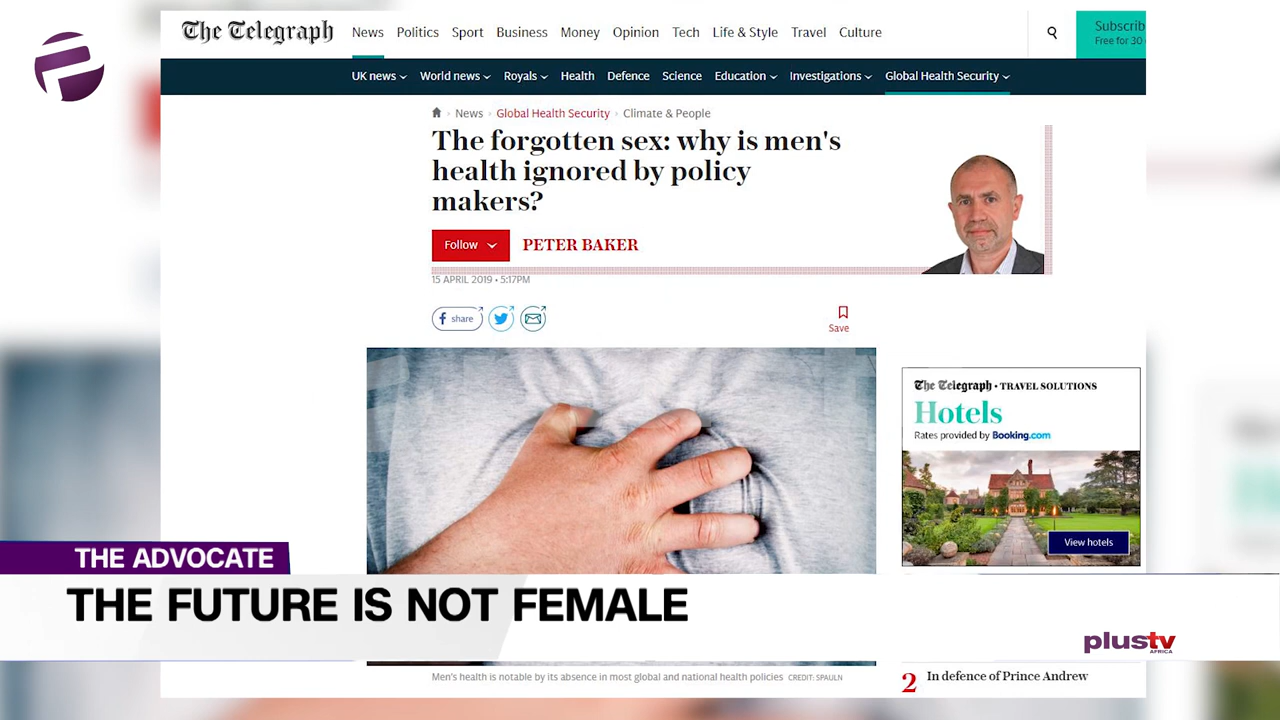 The Telegraph
News Politics Sport Business Money Opinion Tech Life & Style Travel Culture
Subscrib
Free for 30
UK news World news Royals Health Defence Science Education Investigations Global Health Security
News › Global Health Security › Climate & People
The forgotten sex: why is men's
health ignored by policy
makers?
Follow
PETER BAKER
15 APRIL 2019 • 5:17PM
share
Save
The Telegraph • TRAVEL SOLUTIONS
Hotels
Rates provided by Booking.com
View hotels
THE ADVOCATE
THE FUTURE IS NOT FEMALE
plustv
AFRICA
Men's health is notable by its absence in most global and national health policies CREDIT: SPAULN
2 In defence of Prince Andrew